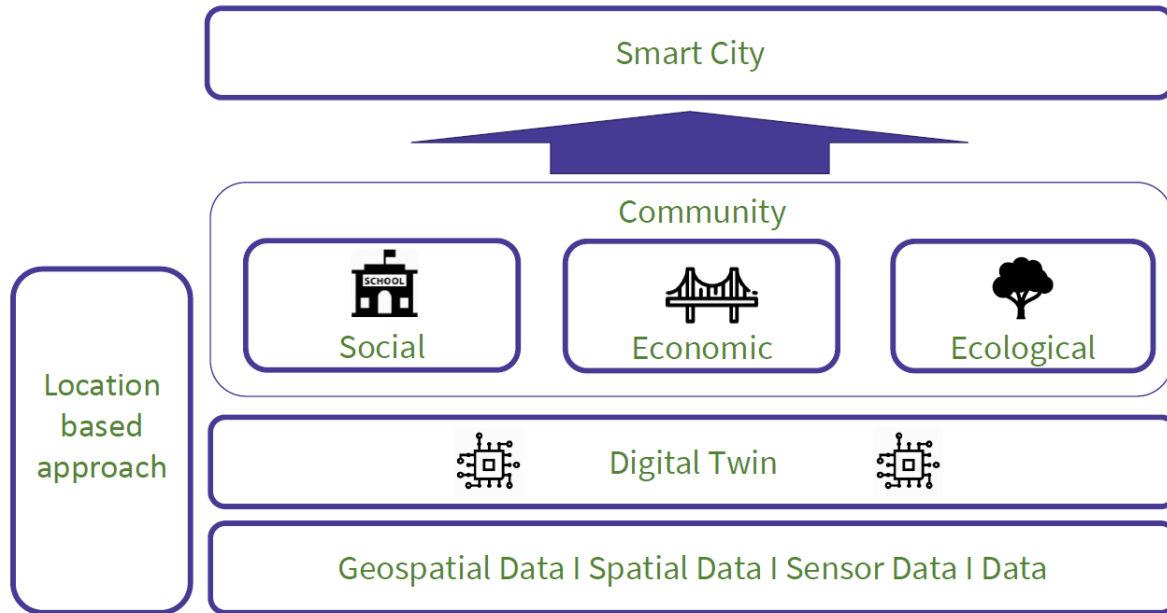 Smart City
Community
SCHOOL
Social
Economic
Ecological
Location
based
approach
Digital Twin
Geospatial Data I Spatial Data I Sensor Data I Data